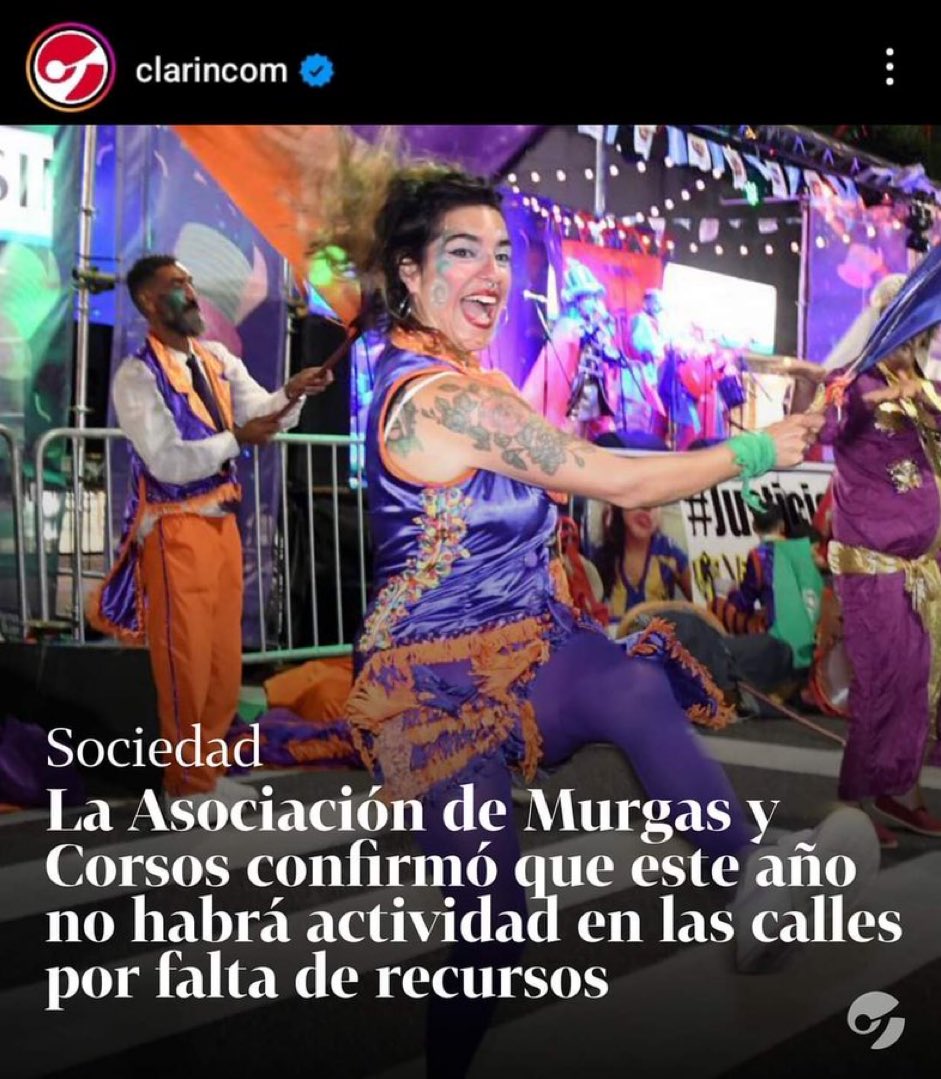 clarincom
#Justici
Sociedad
La Asociación de Murgas y
Corsos confirmó que este año
no habrá actividad en las calles
por falta de recursos